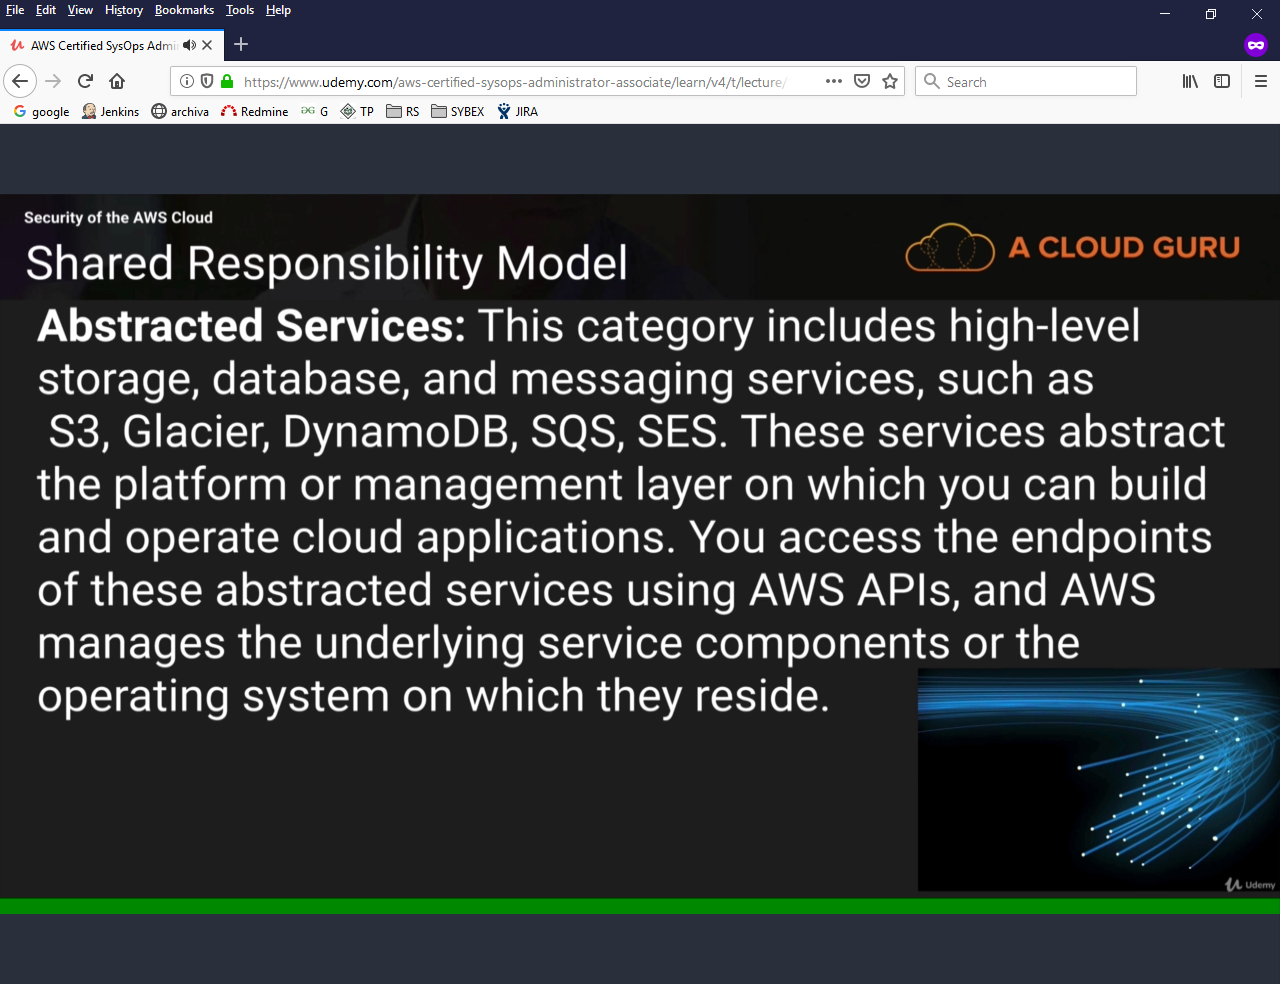 File Edit View History Bookmarks Tools Help
AWS Certified SysOps Admi
https://www.udemy.com/aws-certified-sysops-administrator-associate/learn/v4/t/lecture/
Search
google Jenkins archiva Redmine G TP RS SYBEX JIRA
Security of the AWS Cloud
Shared Responsibility Model
A CLOUD GURU
Abstracted Services: This category includes high-level
storage, database, and messaging services, such as
S3, Glacier, DynamoDB, SQS, SES. These services abstract
the platform or management layer on which you can build
and operate cloud applications. You access the endpoints
of these abstracted services using AWS APIs, and AWS
manages the underlying service components or the
operating system on which they reside.
Udemy